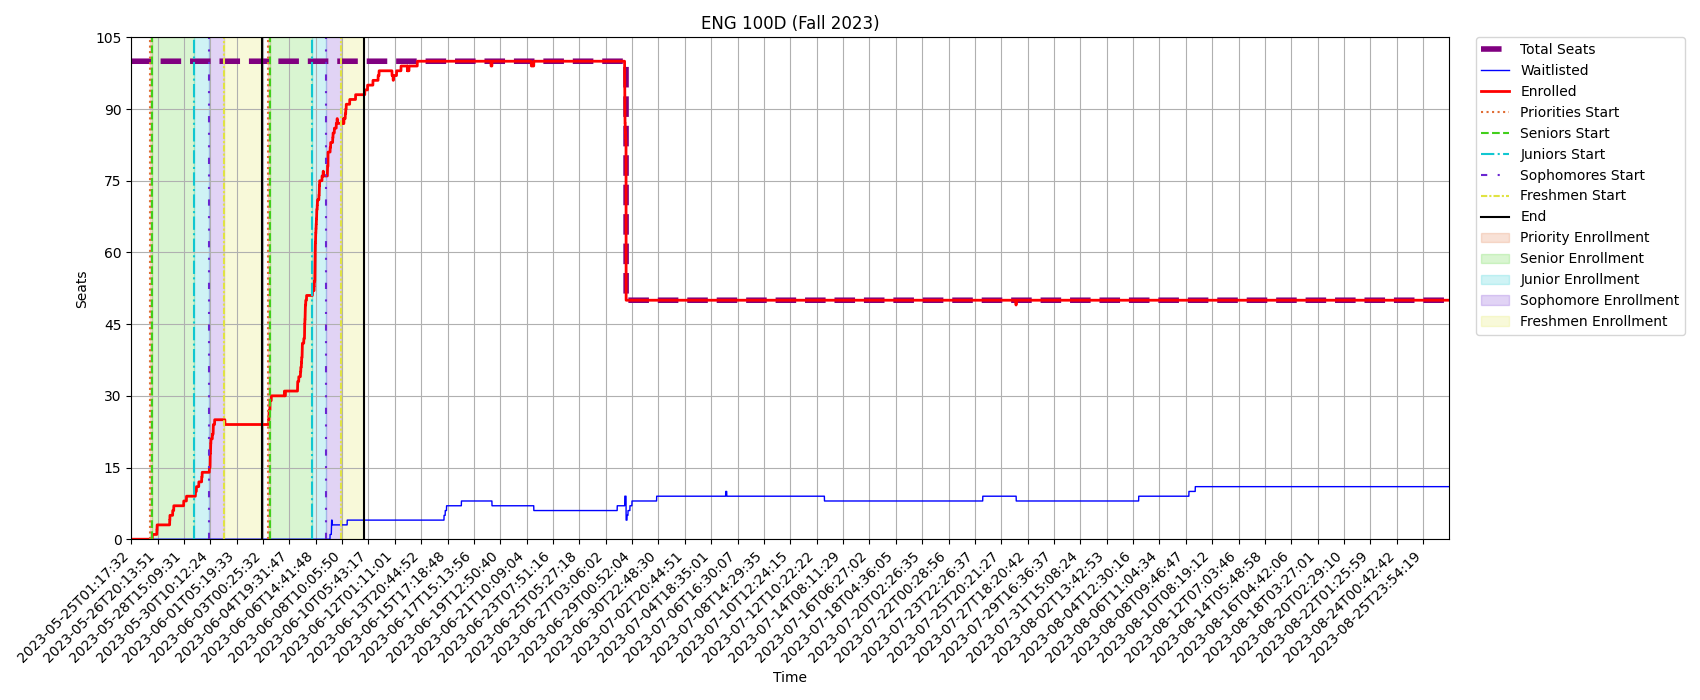 ENG 100D (Fall 2023)
105
90
75
60
45
30
15
0
Seats
2023-05-25T01:17:32
2023-05-26T20:13:51
2023-05-28T15:09:31
2023-05-30T10:12:24
2023-06-01T05:19:33
2023-06-03T00:25:32
2023-06-04T19:31:47
2023-06-06T14:41:48
2023-06-08T10:05:50
2023-06-10T05:43:17
2023-06-12T01:11:01
2023-06-13T20:44:52
2023-06-15T17:18:48
2023-06-17T15:13:56
2023-06-19T12:50:40
2023-06-21T10:09:04
2023-06-23T07:51:16
2023-06-25T05:27:18
2023-06-27T03:06:02
2023-06-29T00:52:04
2023-06-30T22:48:30
2023-07-02T20:44:51
2023-07-04T18:35:01
2023-07-06T16:30:07
2023-07-08T14:29:35
2023-07-10T12:24:15
2023-07-12T10:22:22
2023-07-14T08:11:29
2023-07-16T06:27:02
2023-07-18T04:36:05
2023-07-20T02:26:35
2023-07-22T00:28:56
2023-07-23T22:26:37
2023-07-25T20:21:27
2023-07-27T18:20:42
2023-07-29T16:36:37
2023-07-31T15:08:24
2023-08-02T13:42:53
2023-08-04T12:30:16
2023-08-06T11:04:34
2023-08-08T09:46:47
2023-08-10T08:19:12
2023-08-12T07:03:46
2023-08-14T05:48:58
2023-08-16T04:42:06
2023-08-18T03:27:01
2023-08-20T02:29:10
2023-08-22T01:25:59
2023-08-24T00:42:42
2023-08-25T23:54:19
Time
Total Seats
Waitlisted
Enrolled
Priorities Start
Seniors Start
Juniors Start
Sophomores Start
Freshmen Start
End
Priority Enrollment
Senior Enrollment
Junior Enrollment
Sophomore Enrollment
Freshmen Enrollment